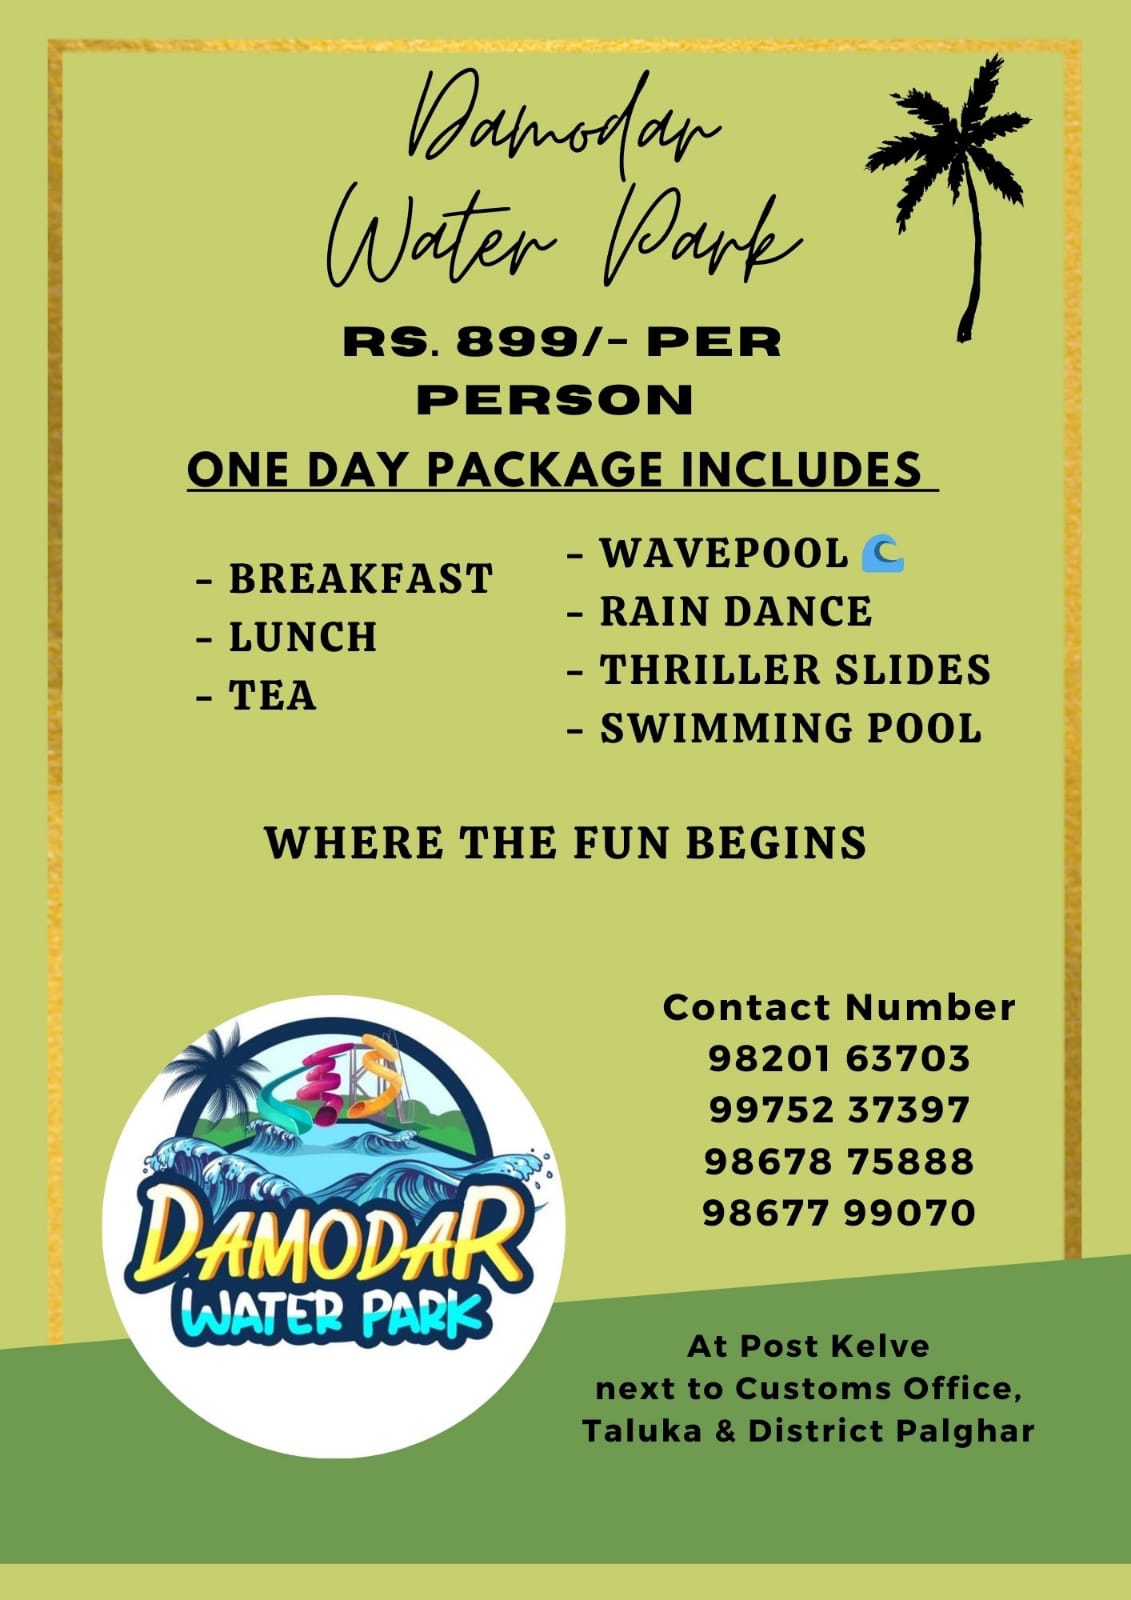 Damodar
Water Park
RS. 899/- PER
PERSON
ONE DAY PACKAGE INCLUDES
- BREAKFAST
- LUNCH
- TEA
- WAVEPOOL 🌊
- RAIN DANCE
- THRILLER SLIDES
- SWIMMING POOL
WHERE THE FUN BEGINS
Contact Number
98201 63703
99752 37397
98678 75888
98677 99070
DAMODAR
WATER PARK
At Post Kelve
next to Customs Office,
Taluka & District Palghar